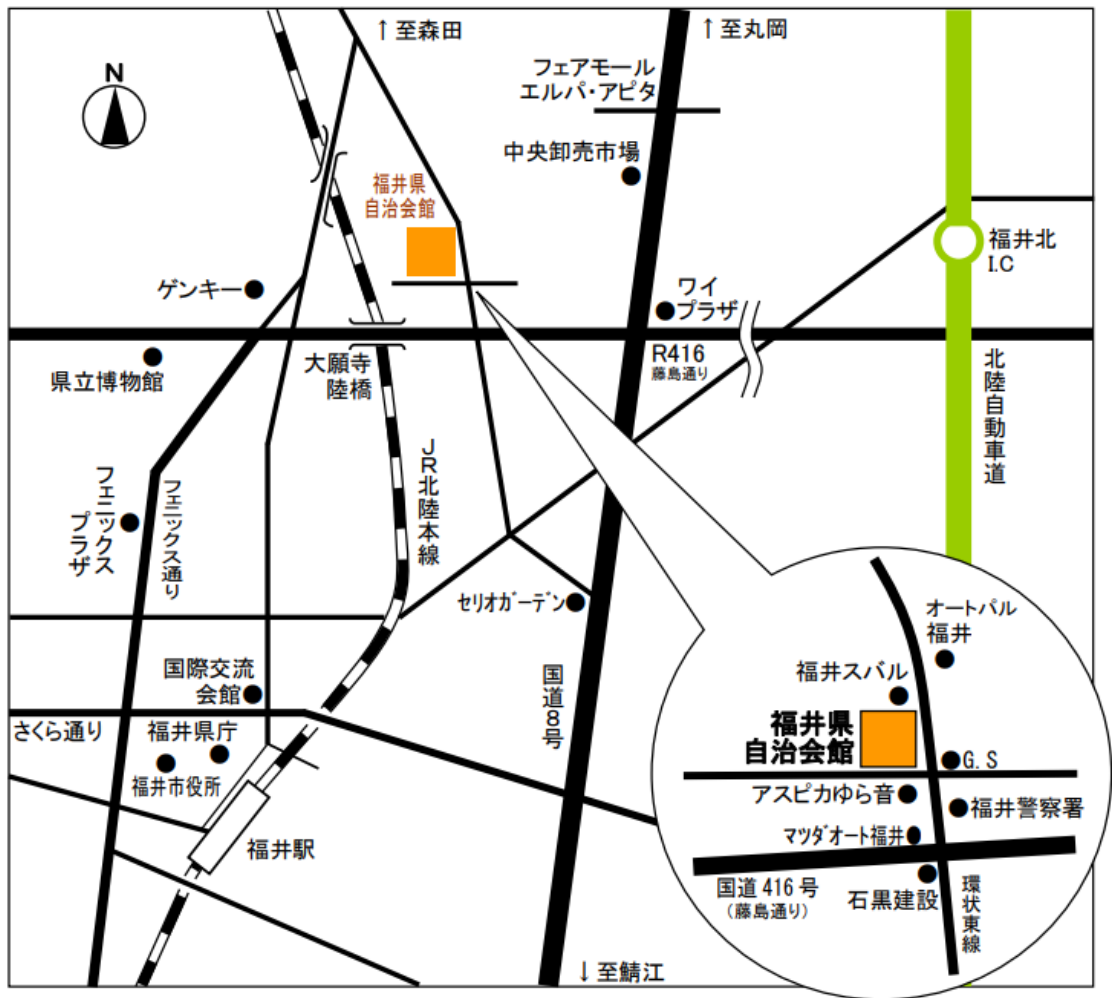 ↑至森田
↑至丸岡
N
フェアモール
エルパ・アピタ
中央卸売市場
福井県
自治会館
福井北
I.C
ゲンキー
ワイ
プラザ
R416
藤島通り
県立博物館
大願寺
陸橋
北陸自動車道
JR北陸本線
フェニックス
プラザ
フェニックス通り
セリオガーデン
国際交流
会館
さくら通り
福井県庁
福井市役所
福井駅
国道8号
↓至鯖江
オートパル
福井
福井スバル
福井県
自治会館
G.S
アスピカゆら音
福井警察署
マツダオート福井
国道416号
(藤島通り)
石黒建設
環状東線